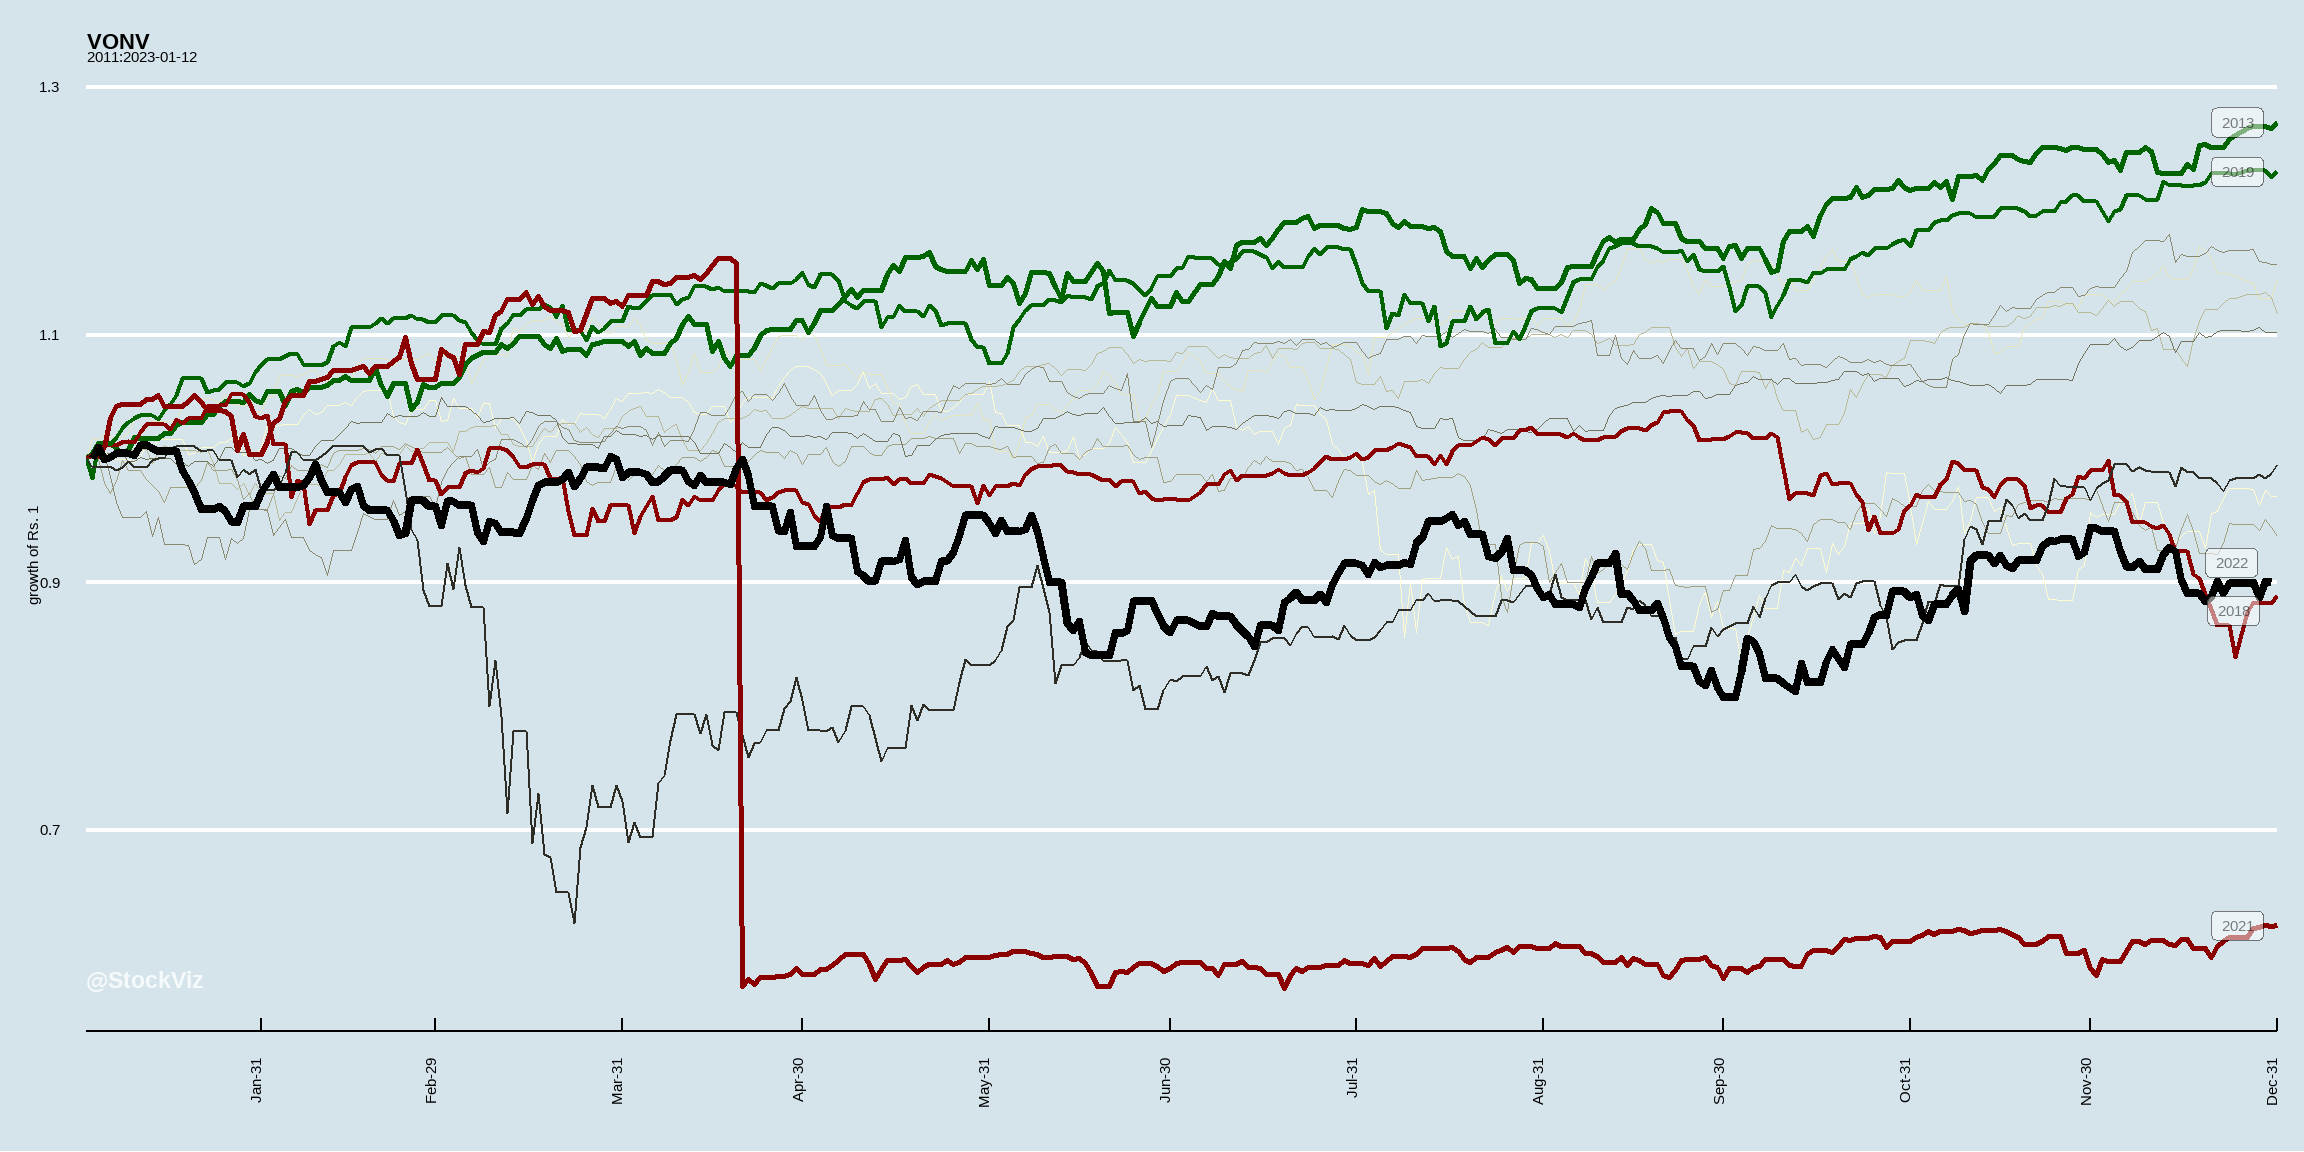 VONV
2011:2023-01-12
1.3
1.1
0.9
0.7
growth of Rs. 1
2013
2019
2022
2018
2021
@StockViz
Jan-31
Feb-29
Mar-31
Apr-30
May-31
Jun-30
Jul-31
Aug-31
Sep-30
Oct-31
Nov-30
Dec-31